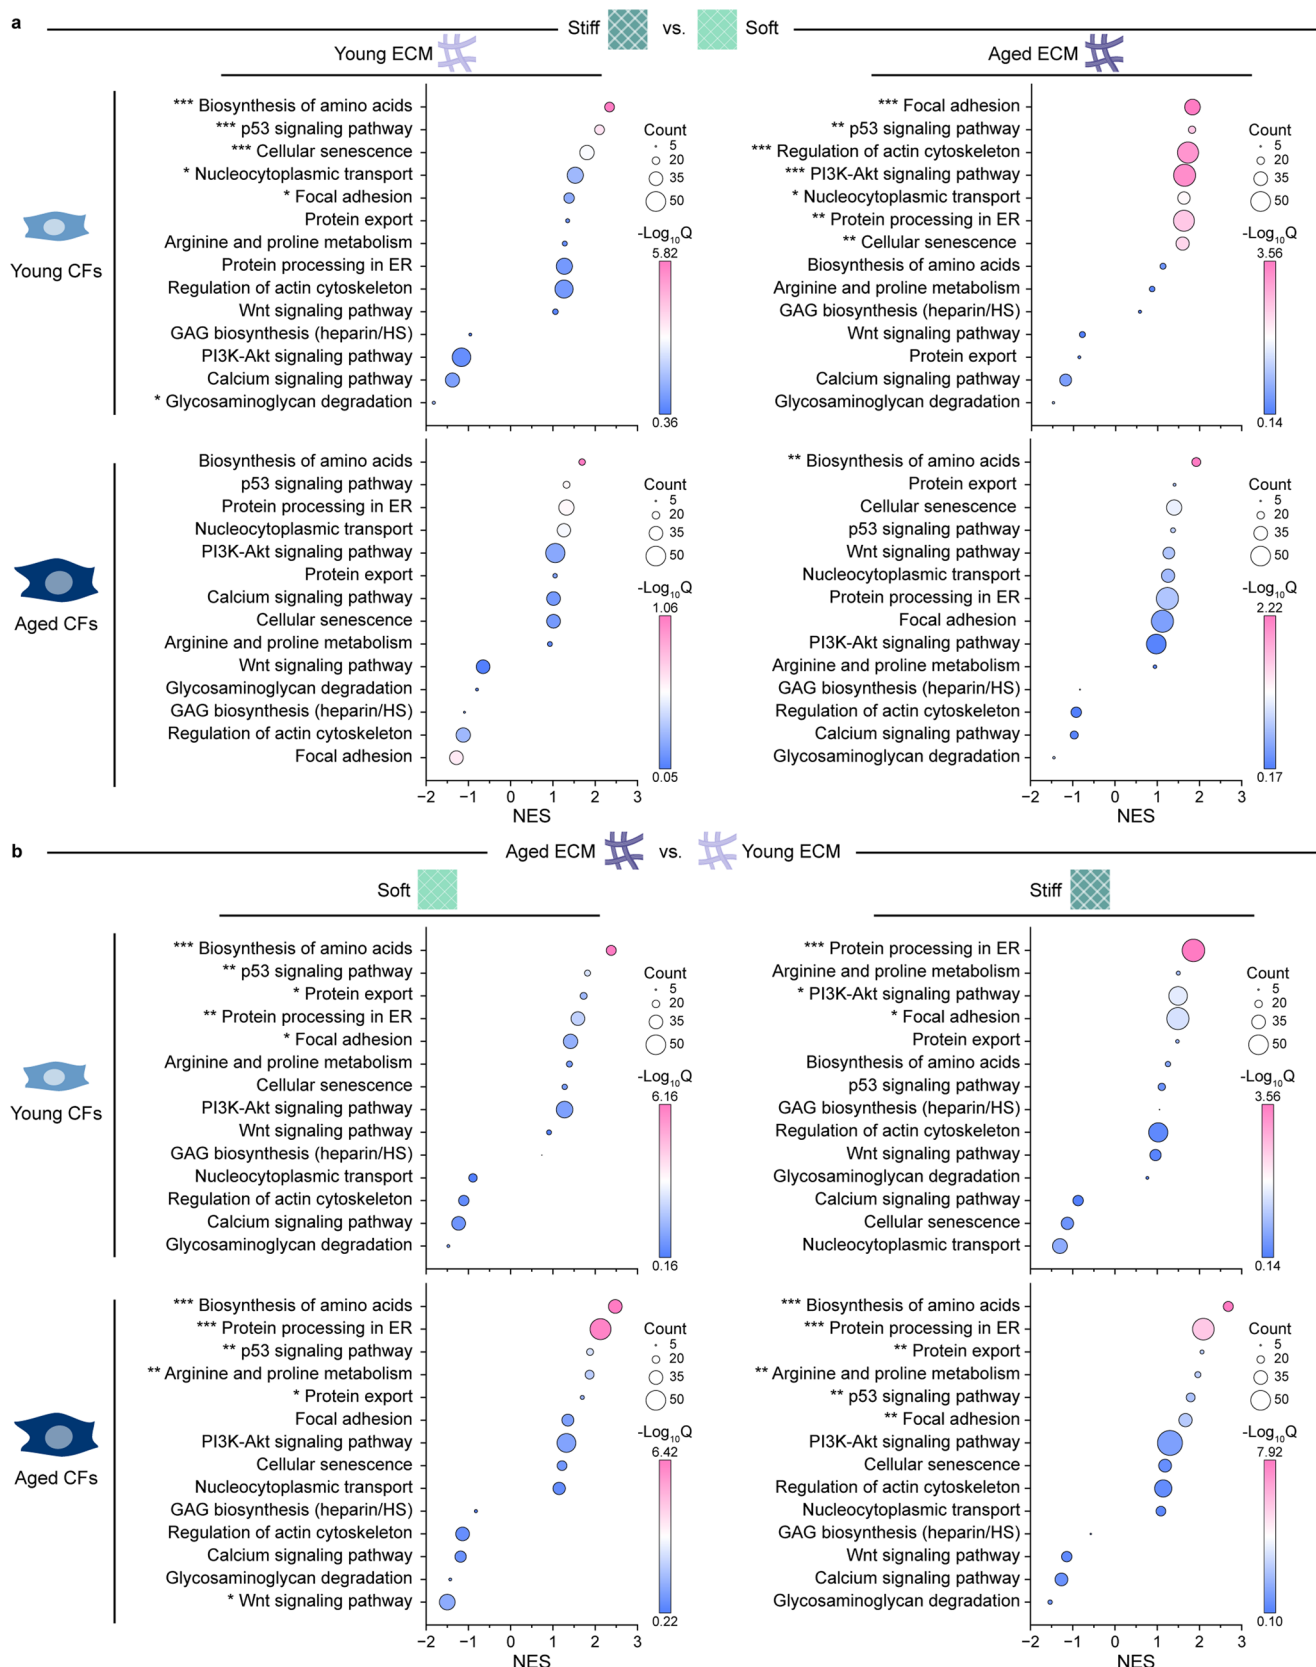 a
Stiff vs. Soft
Young ECM
Aged ECM
Young CFs
*** Biosynthesis of amino acids
*** p53 signaling pathway
*** Cellular senescence
* Nucleocytoplasmic transport
* Focal adhesion
Protein export
Arginine and proline metabolism
Protein processing in ER
Regulation of actin cytoskeleton
Wnt signaling pathway
GAG biosynthesis (heparin/HS)
PI3K-Akt signaling pathway
Calcium signaling pathway
* Glycosaminoglycan degradation
Count
5
20
35
50
-Log10Q
5.82
0.36
*** Focal adhesion
** p53 signaling pathway
*** Regulation of actin cytoskeleton
*** PI3K-Akt signaling pathway
* Nucleocytoplasmic transport
** Protein processing in ER
** Cellular senescence
Biosynthesis of amino acids
Arginine and proline metabolism
GAG biosynthesis (heparin/HS)
Wnt signaling pathway
Protein export
Calcium signaling pathway
Glycosaminoglycan degradation
Count
5
20
35
50
-Log10Q
3.56
0.14
Aged CFs
Biosynthesis of amino acids
p53 signaling pathway
Protein processing in ER
Nucleocytoplasmic transport
PI3K-Akt signaling pathway
Protein export
Calcium signaling pathway
Cellular senescence
Arginine and proline metabolism
Wnt signaling pathway
Glycosaminoglycan degradation
GAG biosynthesis (heparin/HS)
Regulation of actin cytoskeleton
Focal adhesion
Count
5
20
35
50
-Log10Q
1.06
0.05
−2 −1 0 1 2 3
NES
** Biosynthesis of amino acids
Protein export
Cellular senescence
p53 signaling pathway
Wnt signaling pathway
Nucleocytoplasmic transport
Protein processing in ER
Focal adhesion
PI3K-Akt signaling pathway
Arginine and proline metabolism
GAG biosynthesis (heparin/HS)
Regulation of actin cytoskeleton
Calcium signaling pathway
Glycosaminoglycan degradation
Count
5
20
35
50
-Log10Q
2.22
0.17
−2 −1 0 1 2 3
NES
b
Aged ECM vs. Young ECM
Soft
Stiff
Young CFs
*** Biosynthesis of amino acids
** p53 signaling pathway
* Protein export
** Protein processing in ER
* Focal adhesion
Arginine and proline metabolism
Cellular senescence
PI3K-Akt signaling pathway
Wnt signaling pathway
GAG biosynthesis (heparin/HS)
Nucleocytoplasmic transport
Regulation of actin cytoskeleton
Calcium signaling pathway
Glycosaminoglycan degradation
Count
5
20
35
50
-Log10Q
6.16
0.16
*** Protein processing in ER
Arginine and proline metabolism
* PI3K-Akt signaling pathway
* Focal adhesion
Protein export
Biosynthesis of amino acids
p53 signaling pathway
GAG biosynthesis (heparin/HS)
Regulation of actin cytoskeleton
Wnt signaling pathway
Glycosaminoglycan degradation
Calcium signaling pathway
Cellular senescence
Nucleocytoplasmic transport
Count
5
20
35
50
-Log10Q
3.56
0.14
Aged CFs
*** Biosynthesis of amino acids
*** Protein processing in ER
** p53 signaling pathway
** Arginine and proline metabolism
* Protein export
Focal adhesion
PI3K-Akt signaling pathway
Cellular senescence
Nucleocytoplasmic transport
GAG biosynthesis (heparin/HS)
Regulation of actin cytoskeleton
Calcium signaling pathway
Glycosaminoglycan degradation
* Wnt signaling pathway
Count
5
20
35
50
-Log10Q
6.42
0.22
−2 −1 0 1 2 3
NES
*** Biosynthesis of amino acids
*** Protein processing in ER
** Protein export
** Arginine and proline metabolism
** p53 signaling pathway
** Focal adhesion
PI3K-Akt signaling pathway
Cellular senescence
Regulation of actin cytoskeleton
Nucleocytoplasmic transport
GAG biosynthesis (heparin/HS)
Wnt signaling pathway
Calcium signaling pathway
Glycosaminoglycan degradation
Count
5
20
35
50
-Log10Q
7.92
0.10
−2 −1 0 1 2 3
NES